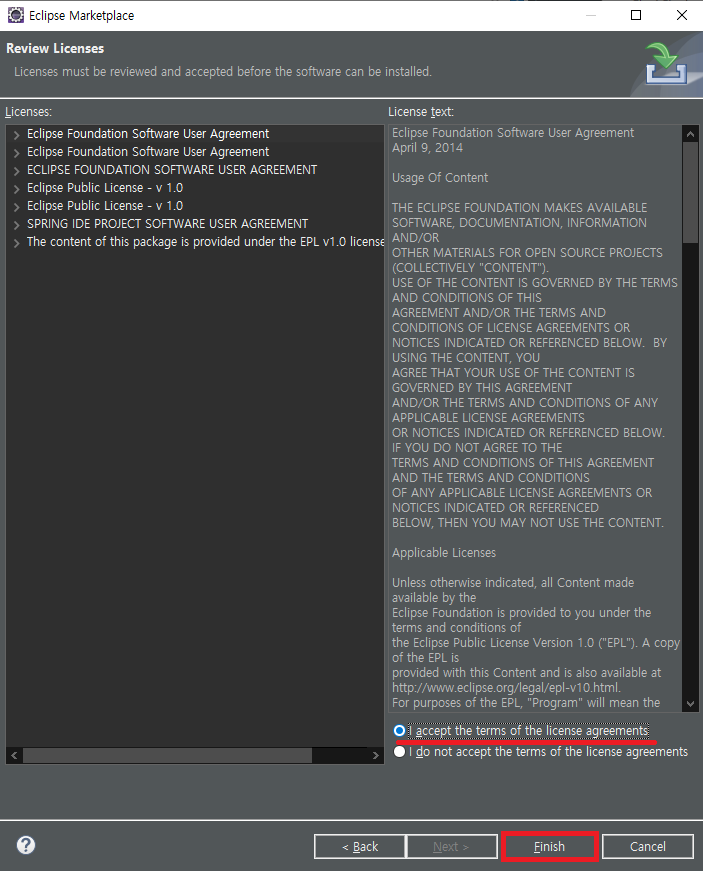 Eclipse Marketplace
Review Licenses
Licenses must be reviewed and accepted before the software can be installed.
Licenses:
Eclipse Foundation Software User Agreement
Eclipse Foundation Software User Agreement
ECLIPSE FOUNDATION SOFTWARE USER AGREEMENT
Eclipse Public License - v 1.0
Eclipse Public License - v 1.0
SPRING IDE PROJECT SOFTWARE USER AGREEMENT
The content of this package is provided under the EPL v1.0 license
License text:
Eclipse Foundation Software User Agreement
April 9, 2014
Usage Of Content
THE ECLIPSE FOUNDATION MAKES AVAILABLE
SOFTWARE, DOCUMENTATION, INFORMATION
AND/OR
OTHER MATERIALS FOR OPEN SOURCE PROJECTS
(COLLECTIVELY "CONTENT").
USE OF THE CONTENT IS GOVERNED BY THE TERMS
AND CONDITIONS OF THIS
AGREEMENT AND/OR THE TERMS AND
CONDITIONS OF LICENSE AGREEMENTS OR
NOTICES INDICATED OR REFERENCED BELOW.  BY
USING THE CONTENT, YOU
AGREE THAT YOUR USE OF THE CONTENT IS
GOVERNED BY THIS AGREEMENT
AND/OR THE TERMS AND CONDITIONS OF ANY
APPLICABLE LICENSE AGREEMENTS
OR NOTICES INDICATED OR REFERENCED BELOW.
IF YOU DO NOT AGREE TO THE
TERMS AND CONDITIONS OF THIS AGREEMENT
AND THE TERMS AND CONDITIONS
OF ANY APPLICABLE LICENSE AGREEMENTS OR
NOTICES INDICATED OR REFERENCED
BELOW, THEN YOU MAY NOT USE THE CONTENT.
Applicable Licenses
Unless otherwise indicated, all Content made
available by the
Eclipse Foundation is provided to you under the
terms and conditions of
the Eclipse Public License Version 1.0 ("EPL"). A copy
of the EPL is
provided with this Content and is also available at
http://www.eclipse.org/legal/epl-v10.html.
For purposes of the EPL, "Program" will mean the
I accept the terms of the license agreements
I do not accept the terms of the license agreements
?
< Back
Next >
Finish
Cancel